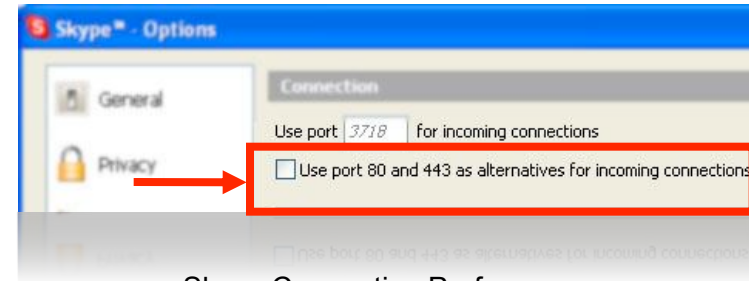 Skype™ - Options
General
Connection
Use port 3718 for incoming connections
Privacy
Use port 80 and 443 as alternatives for incoming connections